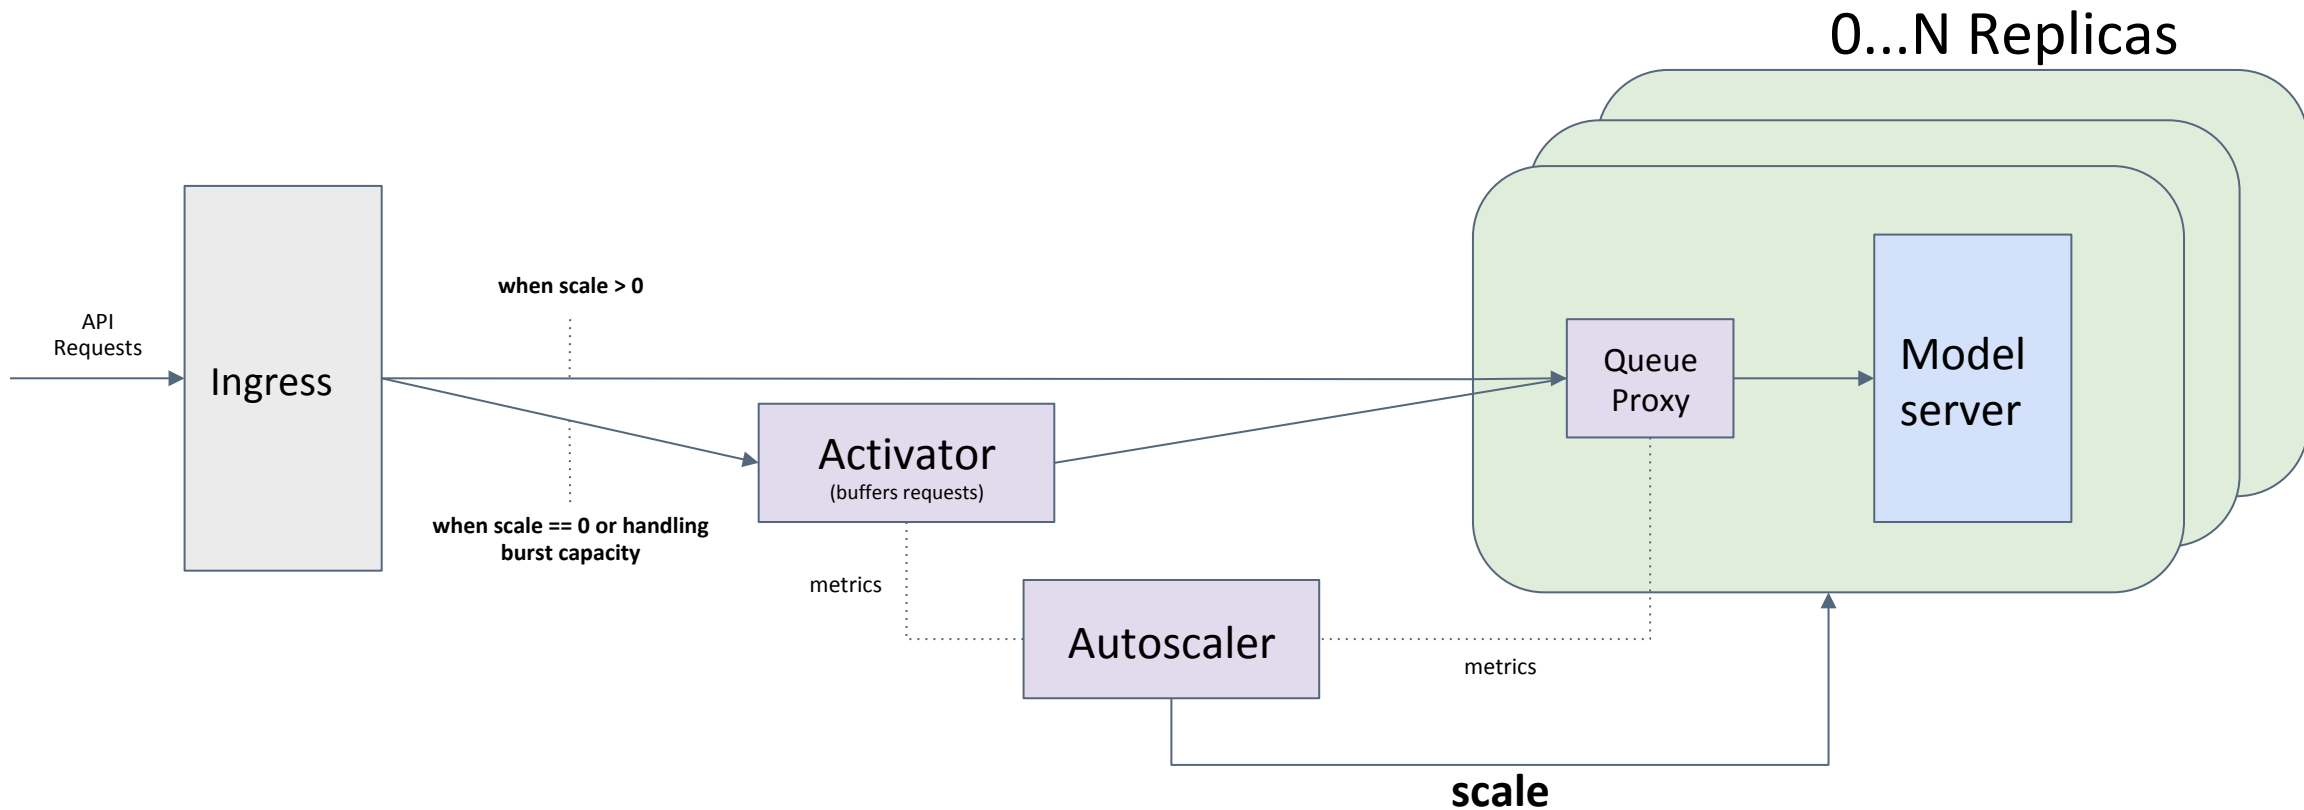 0...N Replicas
when scale > 0
API
Requests
Ingress
Queue
Proxy
Model
server
Activator
(buffers requests)
when scale == 0 or handling
burst capacity
metrics
Autoscaler
metrics
scale